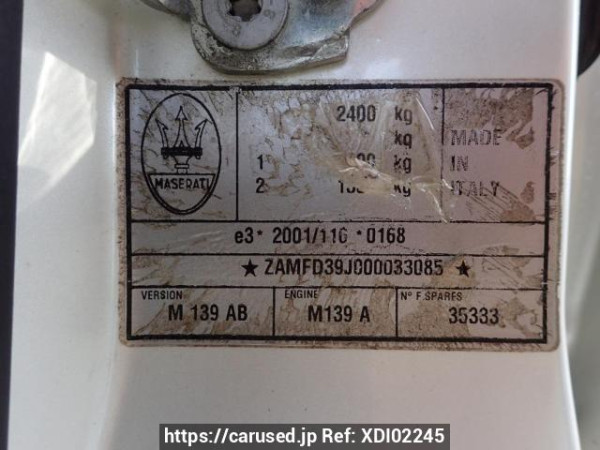 2400 kg
kg
1 kg
2 kg
MADE
IN
ITALY
MASERATI
e3* 2001/116 *0168
★ ZAMFD39J000033085 ★
VERSION
M 139 AB
ENGINE
M139 A
N° F.SPARES
35333
https://carused.jp Ref: XDI02245